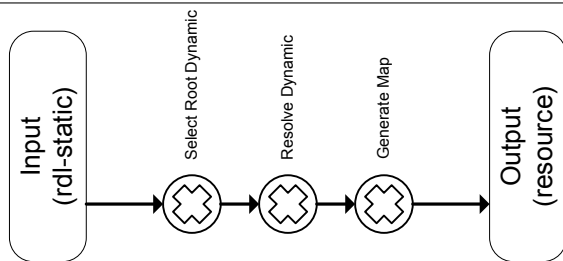 Input
(rdl-static)
Select Root Dynamic
Resolve Dynamic
Generate Map
Output
(resource)